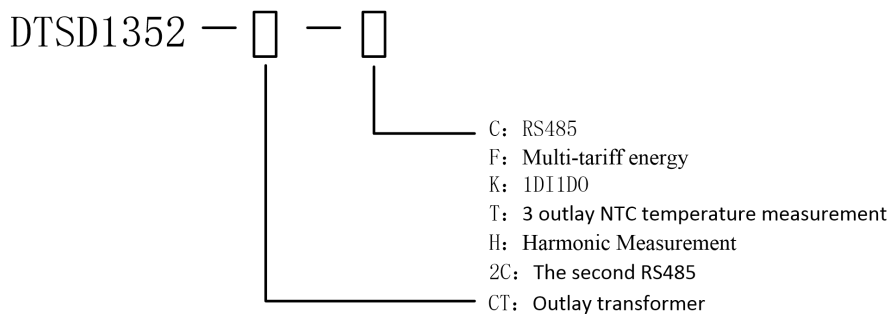 DTSD1352 — □ — □
C: RS485
F: Multi-tariff energy
K: 1DI1DO
T: 3 outlay NTC temperature measurement
H: Harmonic Measurement
2C: The second RS485
CT: Outlay transformer